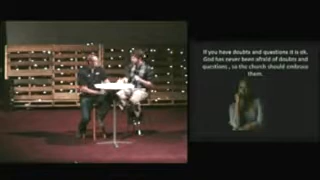 If you have doubts and questions it is ok.
God has never been afraid of doubts and
questions , so the church should embrace
them.